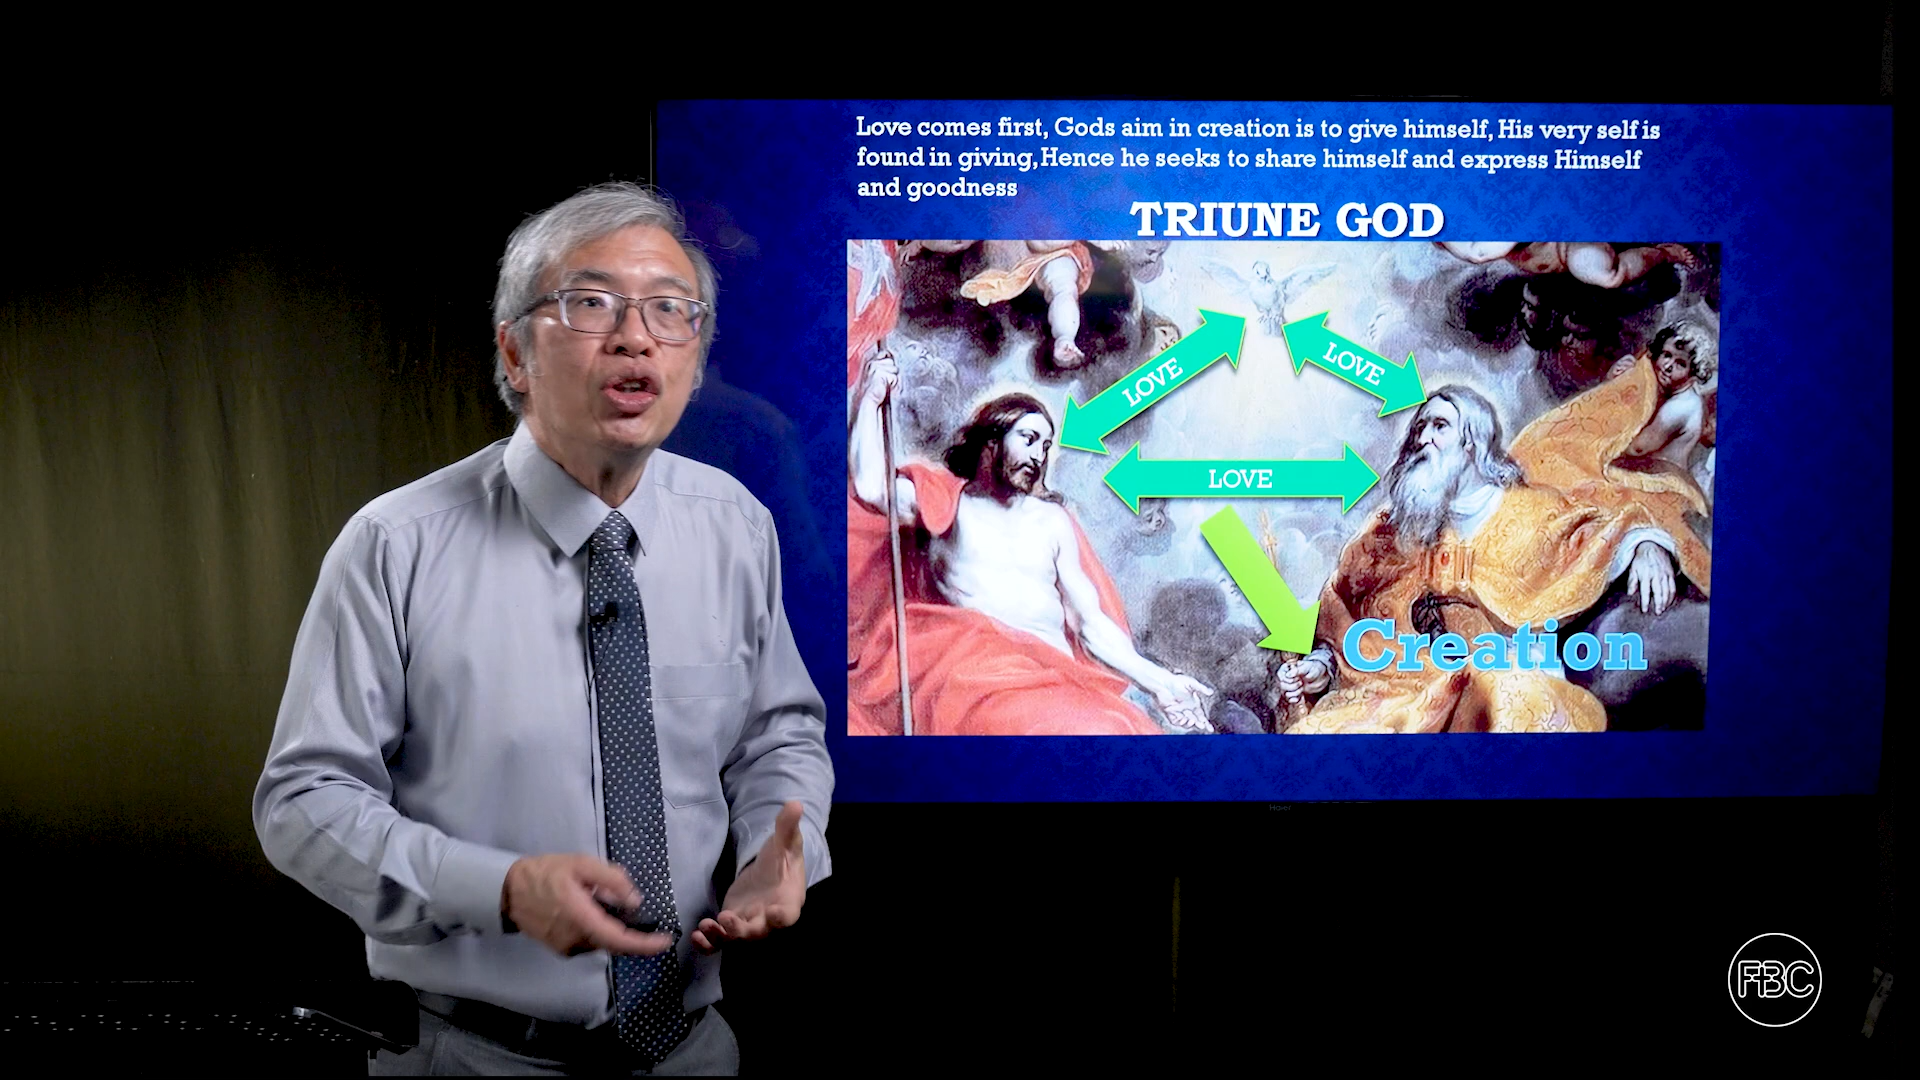 Love comes first, Gods aim in creation is to give himself, His very self is
found in giving, Hence he seeks to share himself and express Himself
and goodness
TRIUNE GOD
LOVE
LOVE
LOVE
Creation
Haier
FBC